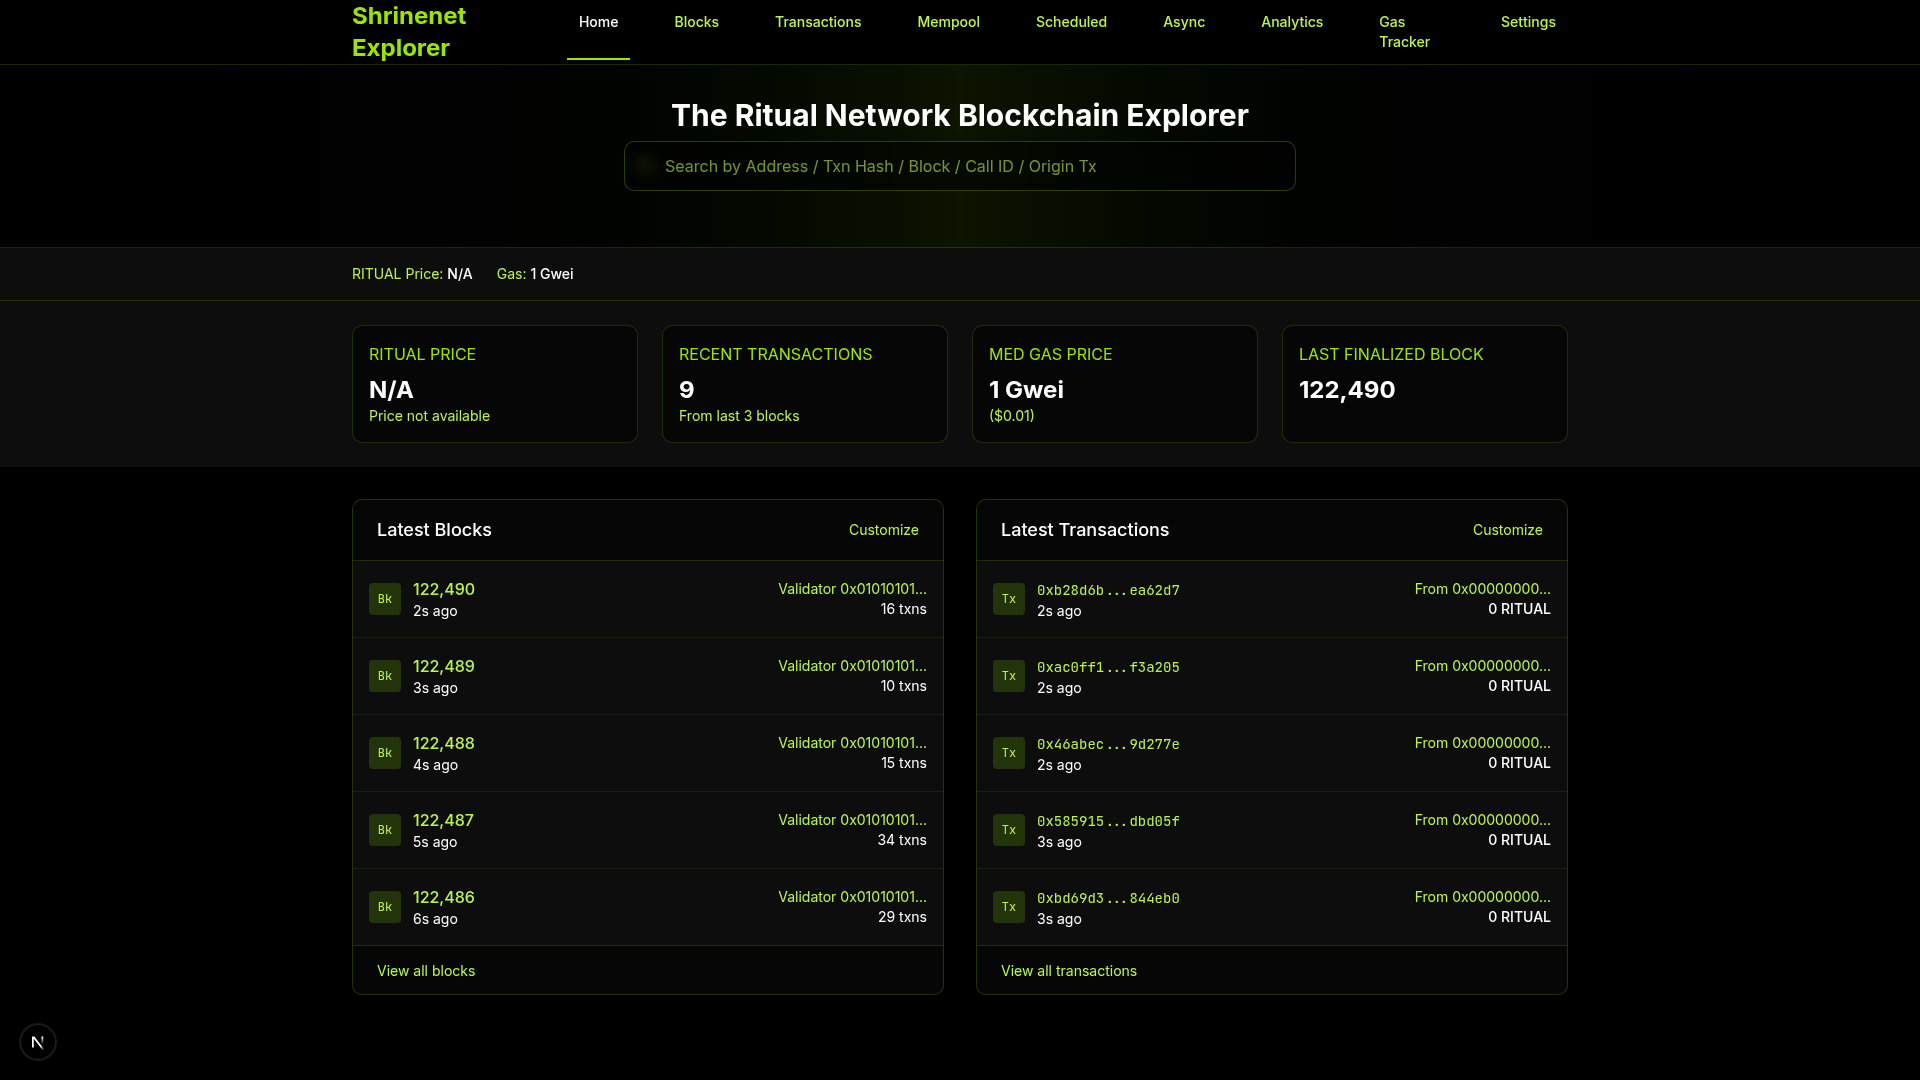 Shrinenet
Explorer
Home
Blocks
Transactions
Mempool
Scheduled
Async
Analytics
Gas
Tracker
Settings
The Ritual Network Blockchain Explorer
Search by Address / Txn Hash / Block / Call ID / Origin Tx
RITUAL Price: N/A
Gas: 1 Gwei
RITUAL PRICE
N/A
Price not available
RECENT TRANSACTIONS
9
From last 3 blocks
MED GAS PRICE
1 Gwei
($0.01)
LAST FINALIZED BLOCK
122,490
Latest Blocks
Customize
Bk
122,490
2s ago
Validator 0x01010101...
16 txns
Bk
122,489
3s ago
Validator 0x01010101...
10 txns
Bk
122,488
4s ago
Validator 0x01010101...
15 txns
Bk
122,487
5s ago
Validator 0x01010101...
34 txns
Bk
122,486
6s ago
Validator 0x01010101...
29 txns
View all blocks
Latest Transactions
Customize
Tx
0xb28d6b...ea62d7
2s ago
From 0x00000000...
0 RITUAL
Tx
0xac0ff1...f3a205
2s ago
From 0x00000000...
0 RITUAL
Tx
0x46abec...9d277e
2s ago
From 0x00000000...
0 RITUAL
Tx
0x585915...dbd05f
3s ago
From 0x00000000...
0 RITUAL
Tx
0xbd69d3...844eb0
3s ago
From 0x00000000...
0 RITUAL
View all transactions
N